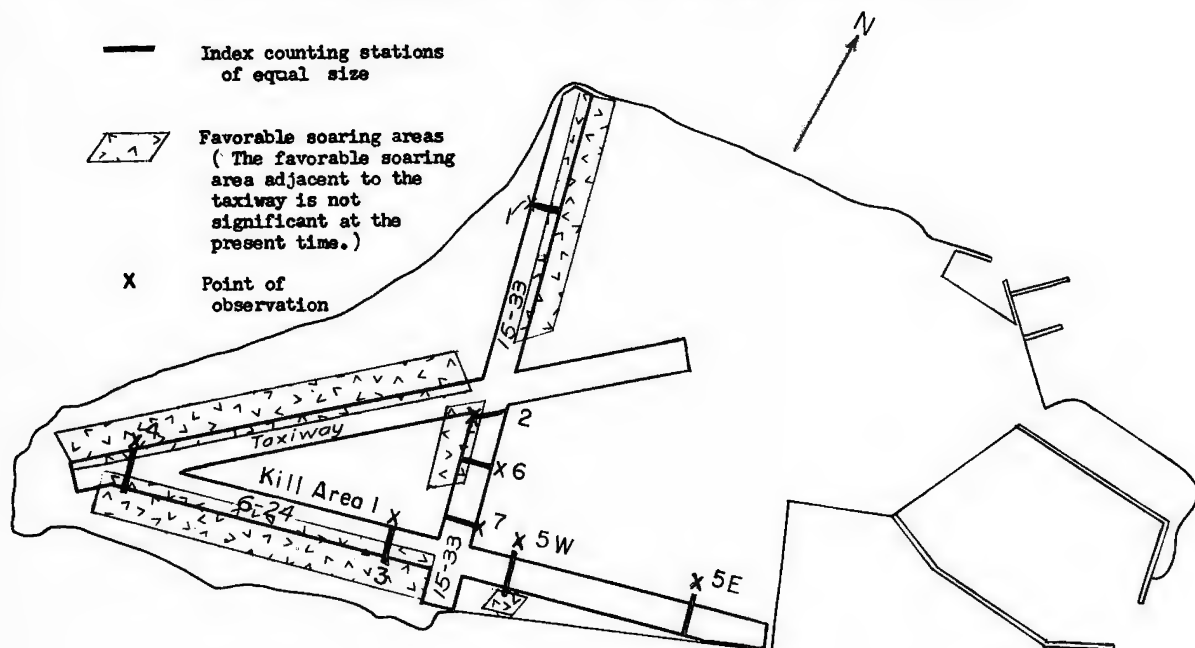 Index counting stations
of equal size
Favorable soaring areas
( The favorable soaring
area adjacent to the
taxiway is not
significant at the
present time.)
X Point of
observation
N
1
15-33
4
Taxiway
2
6
Kill Area 1
6-24
3
15-33
7
5W
5E